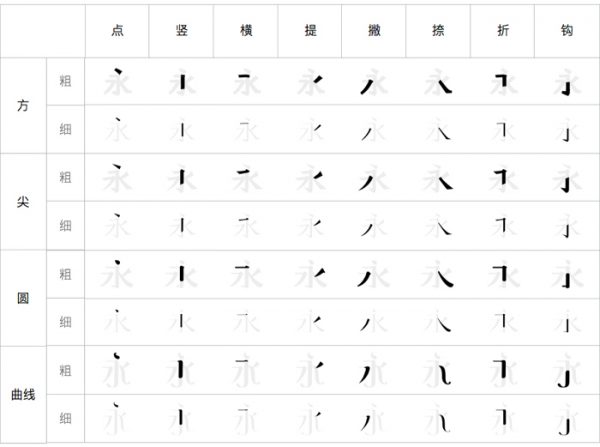 点 竖 横 提 撇 捺 折 钩
方 粗 永 永 永 永 永 永 永 永
细 永 永 永 永 永 永 永 永
尖 粗 永 永 永 永 永 永 永 永
细 永 永 永 永 永 永 永 永
圆 粗 永 永 永 永 永 永 永 永
细 永 永 永 永 永 永 永 永
曲线 粗 永 永 永 永 永 永 永 永
细 永 永 永 永 永 永 永 永